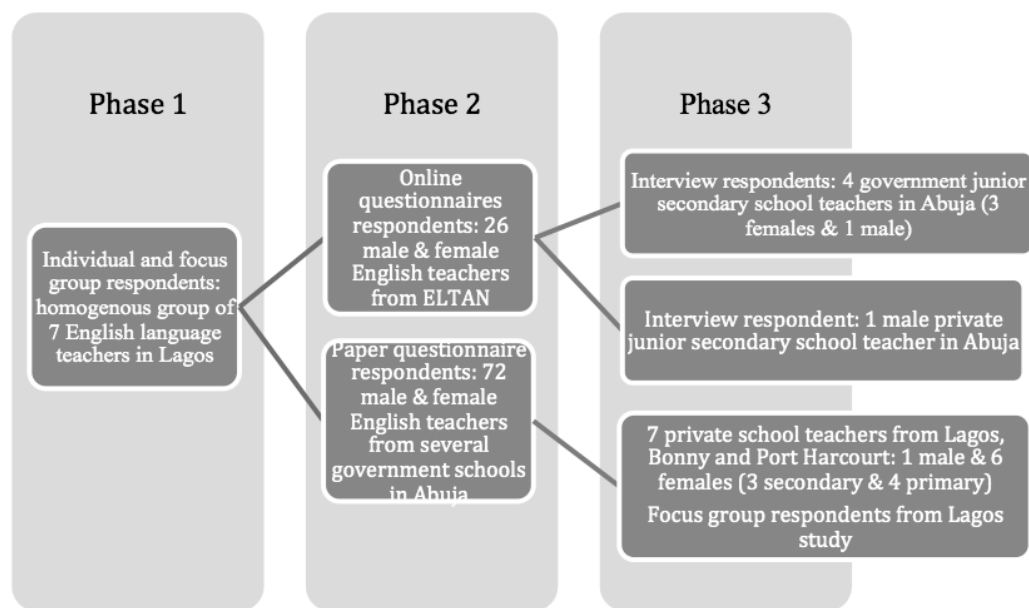 Phase 1
Individual and focus
group respondents:
homogenous group of
7 English language
teachers in Lagos
Phase 2
Online
questionnaires
respondents: 26
male & female
English teachers
from ELTAN
Paper questionnaire
respondents: 72
male & female
English teachers
from several
government schools
in Abuja
Phase 3
Interview respondents: 4 government junior
secondary school teachers in Abuja (3
females & 1 male)
Interview respondent: 1 male private
junior secondary school teacher in Abuja
7 private school teachers from Lagos,
Bonny and Port Harcourt: 1 male & 6
females (3 secondary & 4 primary)
Focus group respondents from Lagos
study